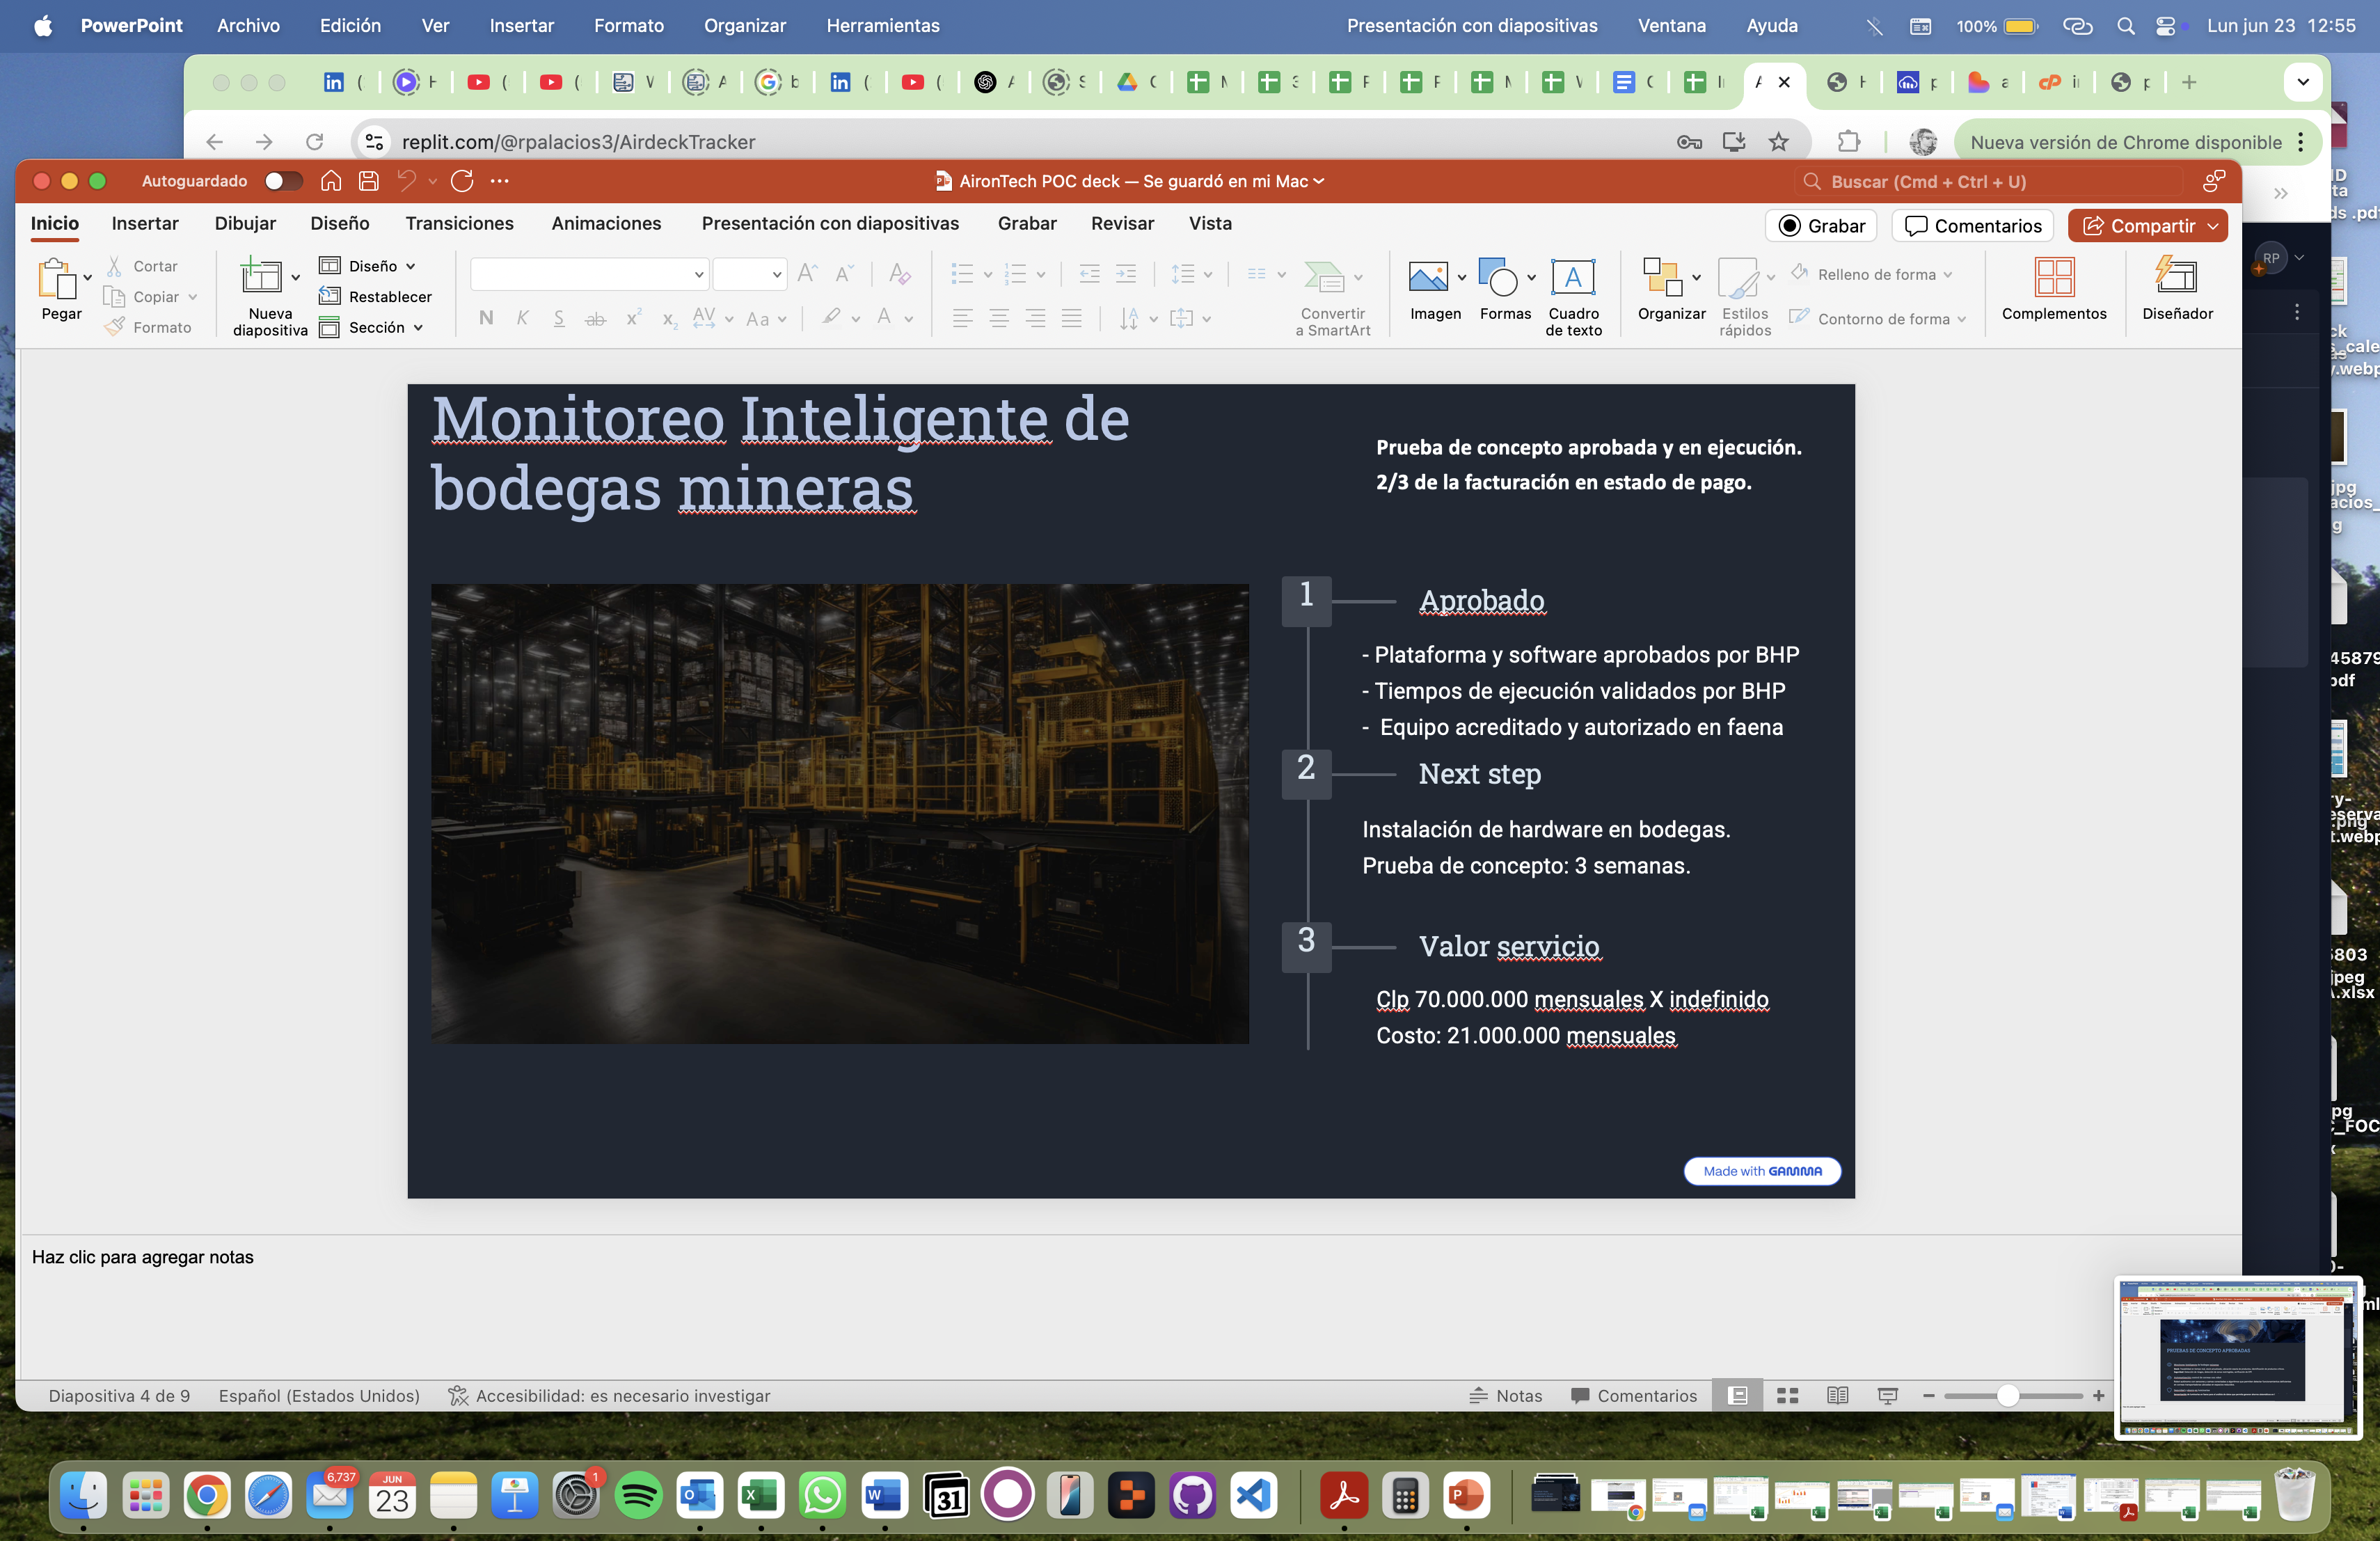 PowerPoint Archivo Edición Ver Insertar Formato Organizar Herramientas Presentación con diapositivas Ventana Ayuda 100% Lun jun 23 12:55
replit.com/@rpalacios3/AirdeckTracker Nueva versión de Chrome disponible
Autoguardado AironTech POC deck — Se guardó en mi Mac Buscar (Cmd + Ctrl + U)
Inicio Insertar Dibujar Diseño Transiciones Animaciones Presentación con diapositivas Grabar Revisar Vista Grabar Comentarios Compartir
Pegar
Cortar
Copiar
Formato
Nueva
diapositiva
Diseño
Restablecer
Sección
Convertir
a SmartArt
Imagen
Formas
Cuadro
de texto
Organizar
Estilos
rápidos
Relleno de forma
Contorno de forma
Complementos
Diseñador
RP
Monitoreo Inteligente de
bodegas mineras
Prueba de concepto aprobada y en ejecución.
2/3 de la facturación en estado de pago.
1
Aprobado
- Plataforma y software aprobados por BHP
- Tiempos de ejecución validados por BHP
- Equipo acreditado y autorizado en faena
2
Next step
Instalación de hardware en bodegas.
Prueba de concepto: 3 semanas.
3
Valor servicio
Clp 70.000.000 mensuales X indefinido
Costo: 21.000.000 mensuales
Made with GAMMA
Haz clic para agregar notas
PRUEBAS DE CONCEPTO APROBADAS
Diapositiva 4 de 9 Español (Estados Unidos) Accesibilidad: es necesario investigar Notas Comentarios
6,737
JUN
23
1
31